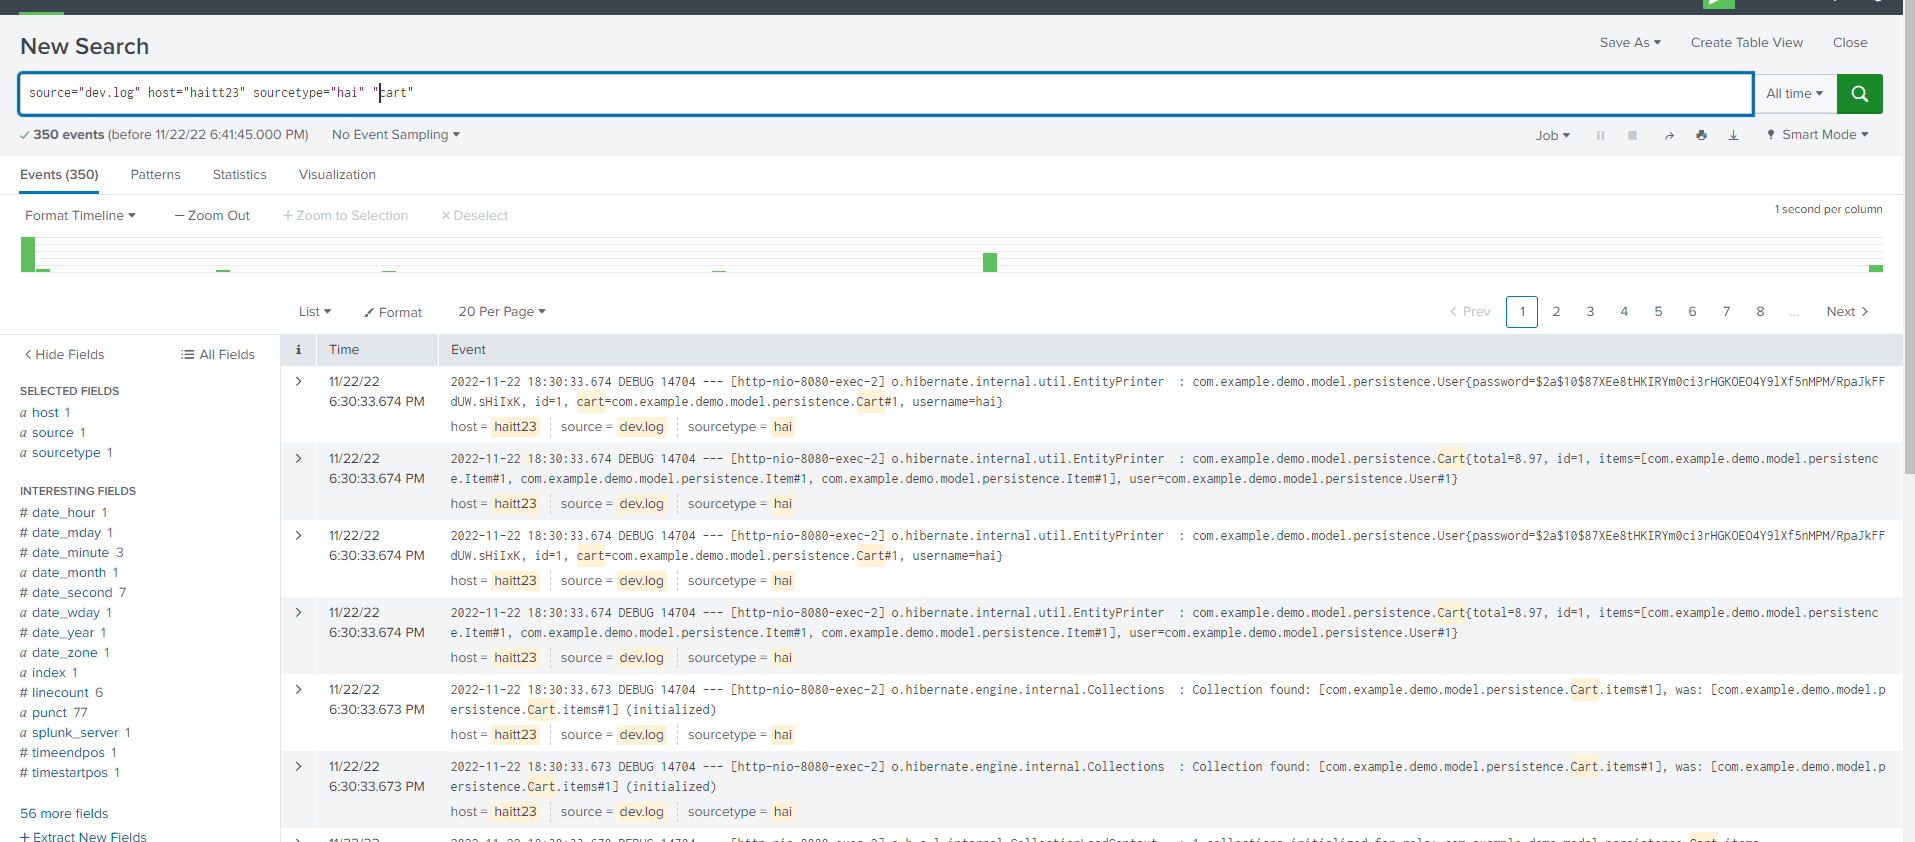 New Search
Save As
Create Table View
Close
source="dev.log" host="haitt23" sourcetype="hai" "cart"
All time
350 events (before 11/22/22 6:41:45.000 PM)
No Event Sampling
Job
Smart Mode
Events (350)
Patterns
Statistics
Visualization
Format Timeline
— Zoom Out
+ Zoom to Selection
× Deselect
1 second per column
List
Format
20 Per Page
< Prev
1
2
3
4
5
6
7
8
...
Next >
< Hide Fields
All Fields
SELECTED FIELDS
a host 1
a source 1
a sourcetype 1
INTERESTING FIELDS
# date_hour 1
# date_mday 1
# date_minute 3
a date_month 1
# date_second 7
a date_wday 1
# date_year 1
a date_zone 1
a index 1
# linecount 6
a punct 77
a splunk_server 1
# timeendpos 1
# timestartpos 1
56 more fields
+ Extract New Fields
i
Time
Event
> 11/22/22
6:30:33.674 PM
2022-11-22 18:30:33.674 DEBUG 14704 --- [http-nio-8080-exec-2] o.hibernate.internal.util.EntityPrinter : com.example.demo.model.persistence.User{password=$2a$10$87XEe8tHKIRYm0ci3rHGKOEO4Y9lXf5nMPM/RpaJkFF
dUW.sHiIxK, id=1, cart=com.example.demo.model.persistence.Cart#1, username=hai}
host = haitt23 source = dev.log sourcetype = hai
> 11/22/22
6:30:33.674 PM
2022-11-22 18:30:33.674 DEBUG 14704 --- [http-nio-8080-exec-2] o.hibernate.internal.util.EntityPrinter : com.example.demo.model.persistence.Cart{total=8.97, id=1, items=[com.example.demo.model.persistenc
e.Item#1, com.example.demo.model.persistence.Item#1, com.example.demo.model.persistence.Item#1], user=com.example.demo.model.persistence.User#1}
host = haitt23 source = dev.log sourcetype = hai
> 11/22/22
6:30:33.674 PM
2022-11-22 18:30:33.674 DEBUG 14704 --- [http-nio-8080-exec-2] o.hibernate.internal.util.EntityPrinter : com.example.demo.model.persistence.User{password=$2a$10$87XEe8tHKIRYm0ci3rHGKOEO4Y9lXf5nMPM/RpaJkFF
dUW.sHiIxK, id=1, cart=com.example.demo.model.persistence.Cart#1, username=hai}
host = haitt23 source = dev.log sourcetype = hai
> 11/22/22
6:30:33.674 PM
2022-11-22 18:30:33.674 DEBUG 14704 --- [http-nio-8080-exec-2] o.hibernate.internal.util.EntityPrinter : com.example.demo.model.persistence.Cart{total=8.97, id=1, items=[com.example.demo.model.persistenc
e.Item#1, com.example.demo.model.persistence.Item#1, com.example.demo.model.persistence.Item#1], user=com.example.demo.model.persistence.User#1}
host = haitt23 source = dev.log sourcetype = hai
> 11/22/22
6:30:33.673 PM
2022-11-22 18:30:33.673 DEBUG 14704 --- [http-nio-8080-exec-2] o.hibernate.engine.internal.Collections : Collection found: [com.example.demo.model.persistence.Cart.items#1], was: [com.example.demo.model.p
ersistence.Cart.items#1] (initialized)
host = haitt23 source = dev.log sourcetype = hai
> 11/22/22
6:30:33.673 PM
2022-11-22 18:30:33.673 DEBUG 14704 --- [http-nio-8080-exec-2] o.hibernate.engine.internal.Collections : Collection found: [com.example.demo.model.persistence.Cart.items#1], was: [com.example.demo.model.p
ersistence.Cart.items#1] (initialized)
host = haitt23 source = dev.log sourcetype = hai